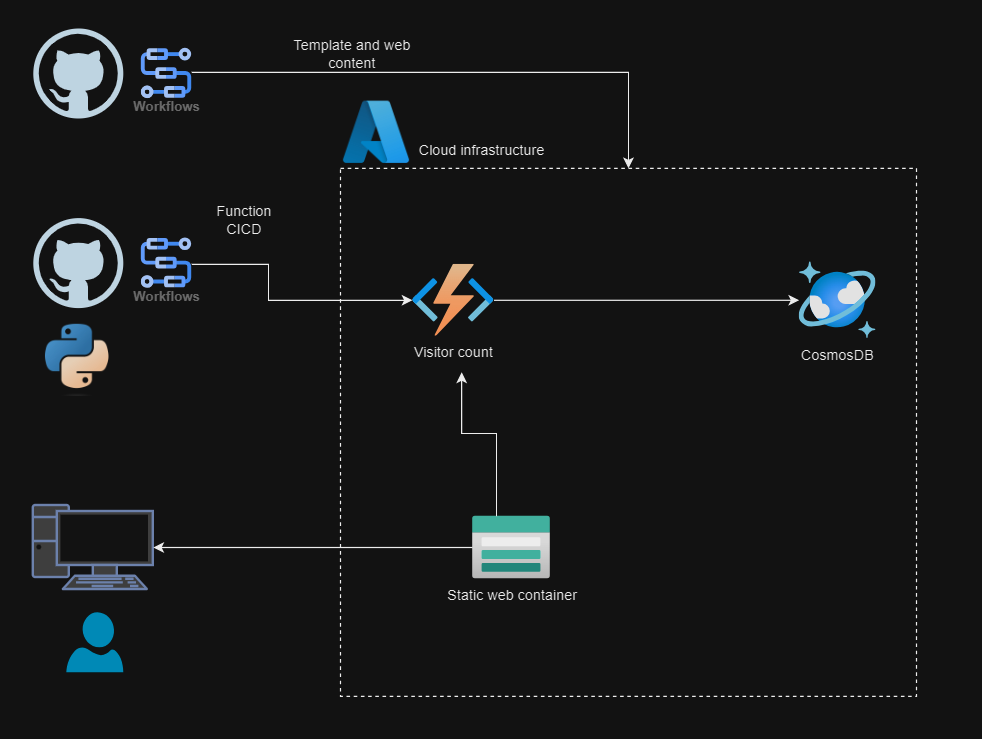 Template and web
content
Workflows
Cloud infrastructure
Function
CICD
Workflows
Visitor count
CosmosDB
Static web container